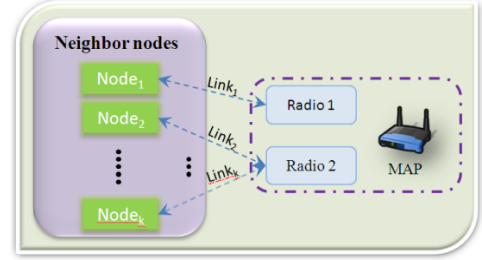 Neighbor nodes
Node1
Link1
Radio 1
Node2
Link2
Radio 2
MAP
Linkk
Nodek